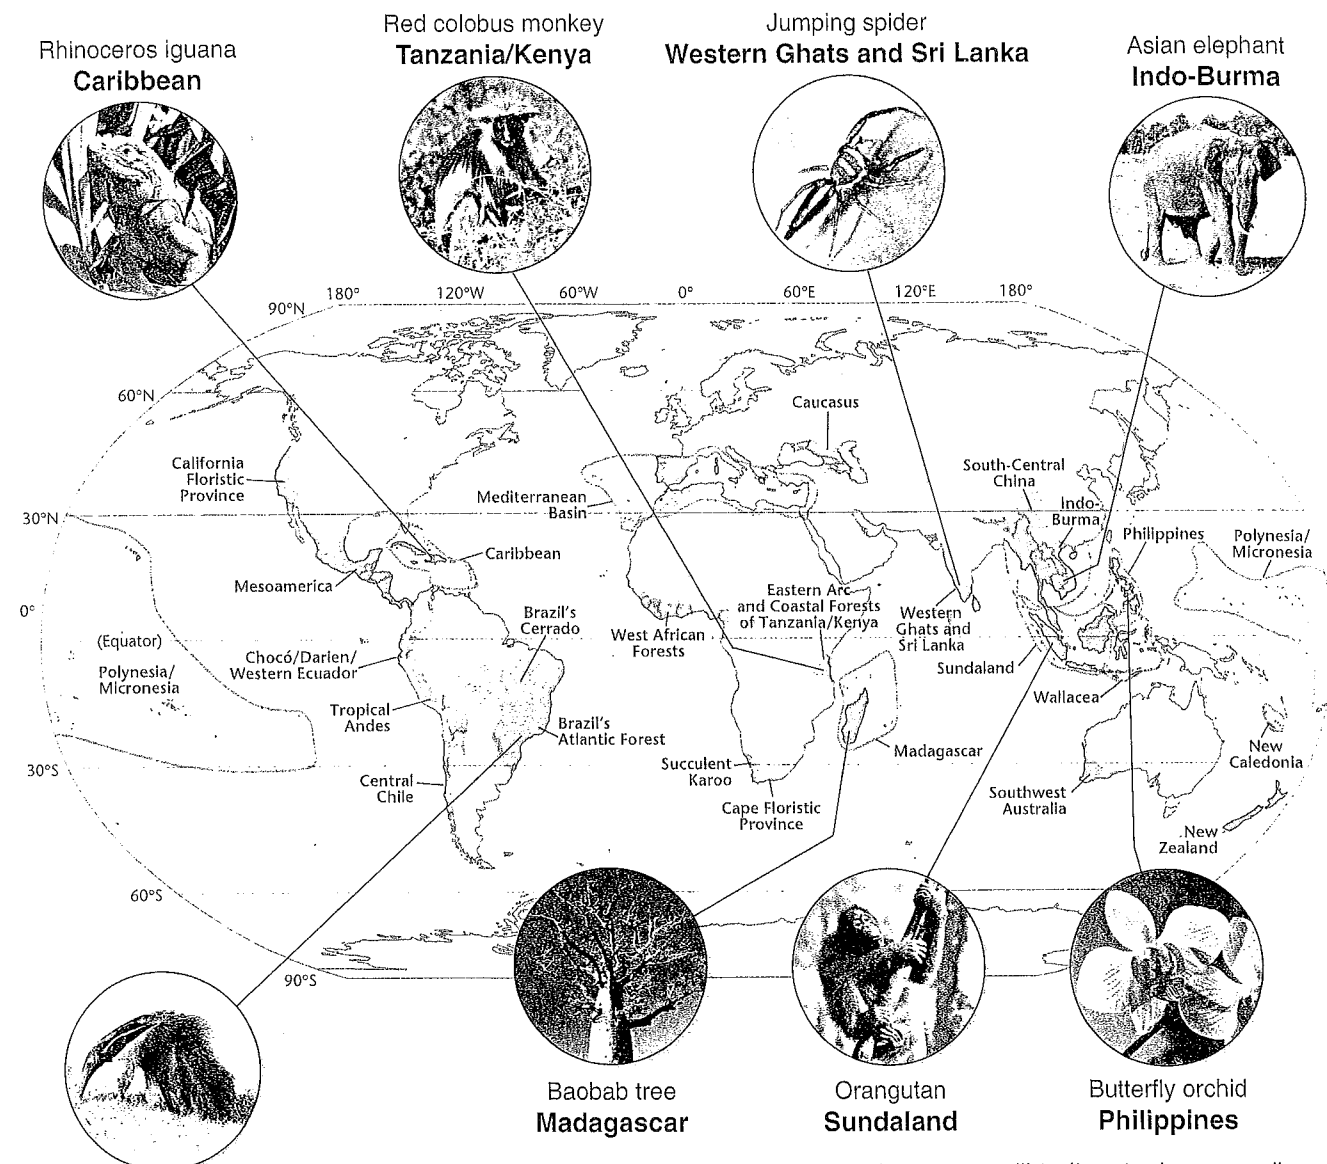 Red colobus monkey
Tanzania/Kenya
Jumping spider
Western Ghats and Sri Lanka
Rhinoceros iguana
Caribbean
Asian elephant
Indo-Burma
180°
120°W
60°W
0°
60°E
120°E
180°
90°N
60°N
Caucasus
California
Floristic
Province
South-Central
China
Mediterranean
Basin
30°N
Indo-
Burma
Philippines
Polynesia/
Micronesia
Caribbean
Mesoamerica
Eastern Arc
and Coastal Forests
of Tanzania/Kenya
0°
Brazil's
Cerrado
West African
Forests
Western
Ghats and
Sri Lanka
(Equator)
Polynesia/
Micronesia
Chocó/Darien/
Western Ecuador
Sundaland
Wallacea
Tropical
Andes
Brazil's
Atlantic Forest
Madagascar
New
Caledonia
30°S
Succulent
Karoo
Central
Chile
Cape Floristic
Province
Southwest
Australia
New
Zealand
60°S
90°S
Baobab tree
Madagascar
Orangutan
Sundaland
Butterfly orchid
Philippines